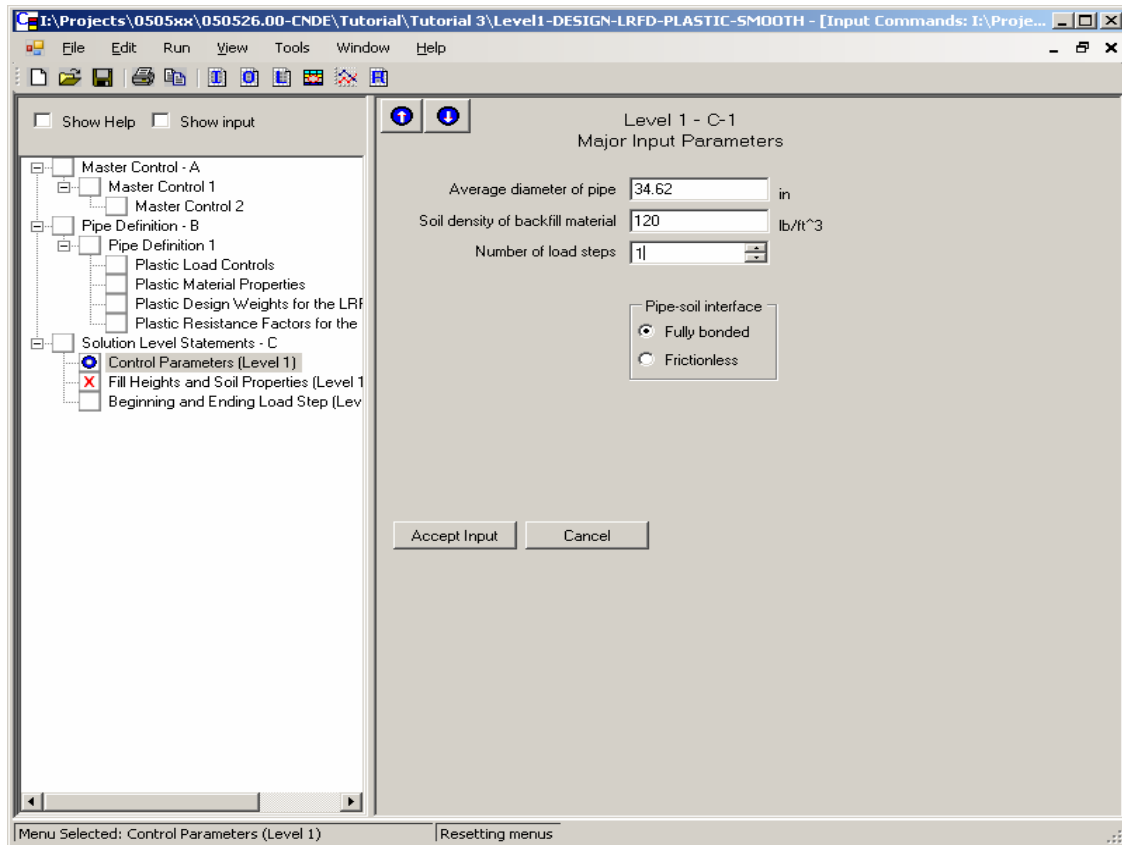 I:\Projects\0505xx\050526.00-CNDE\Tutorial\Tutorial 3\Level1-DESIGN-LRFD-PLASTIC-SMOOTH - [Input Commands: I:\Proje...
File Edit Run View Tools Window Help
Show Help Show input
Master Control - A
Master Control 1
Master Control 2
Pipe Definition - B
Pipe Definition 1
Plastic Load Controls
Plastic Material Properties
Plastic Design Weights for the LRF
Plastic Resistance Factors for the
Solution Level Statements - C
Control Parameters (Level 1)
X Fill Heights and Soil Properties (Level 1
Beginning and Ending Load Step (Lev
Level 1 - C-1
Major Input Parameters
Average diameter of pipe 34.62 in
Soil density of backfill material 120 lb/ft^3
Number of load steps 1
Pipe-soil interface
Fully bonded
Frictionless
Accept Input Cancel
Menu Selected: Control Parameters (Level 1) Resetting menus